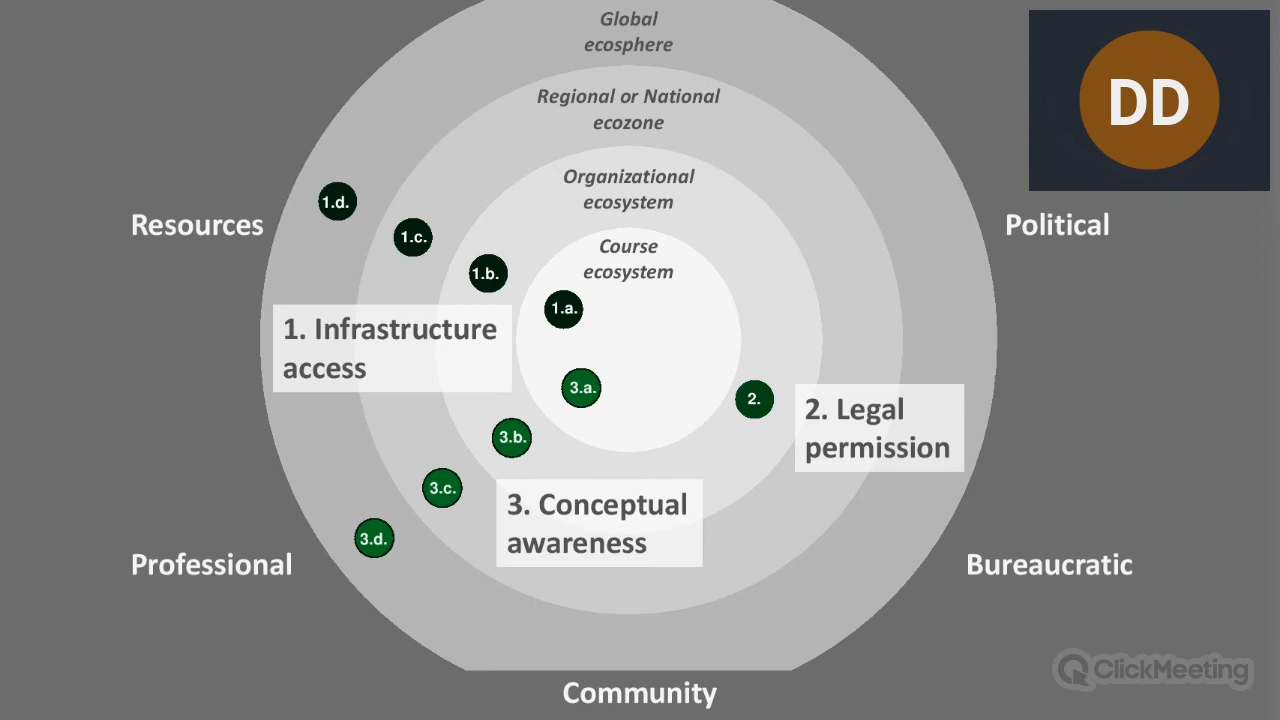 Global
ecosphere
DD
Regional or National
ecozone
Organizational
ecosystem
1.d.
Resources
Political
1.c.
Course
ecosystem
1.b.
1.a.
1. Infrastructure
access
3.a.
2.
2. Legal
permission
3.b.
3.c.
3. Conceptual
awareness
3.d.
Professional
Bureaucratic
ClickMeeting
Community